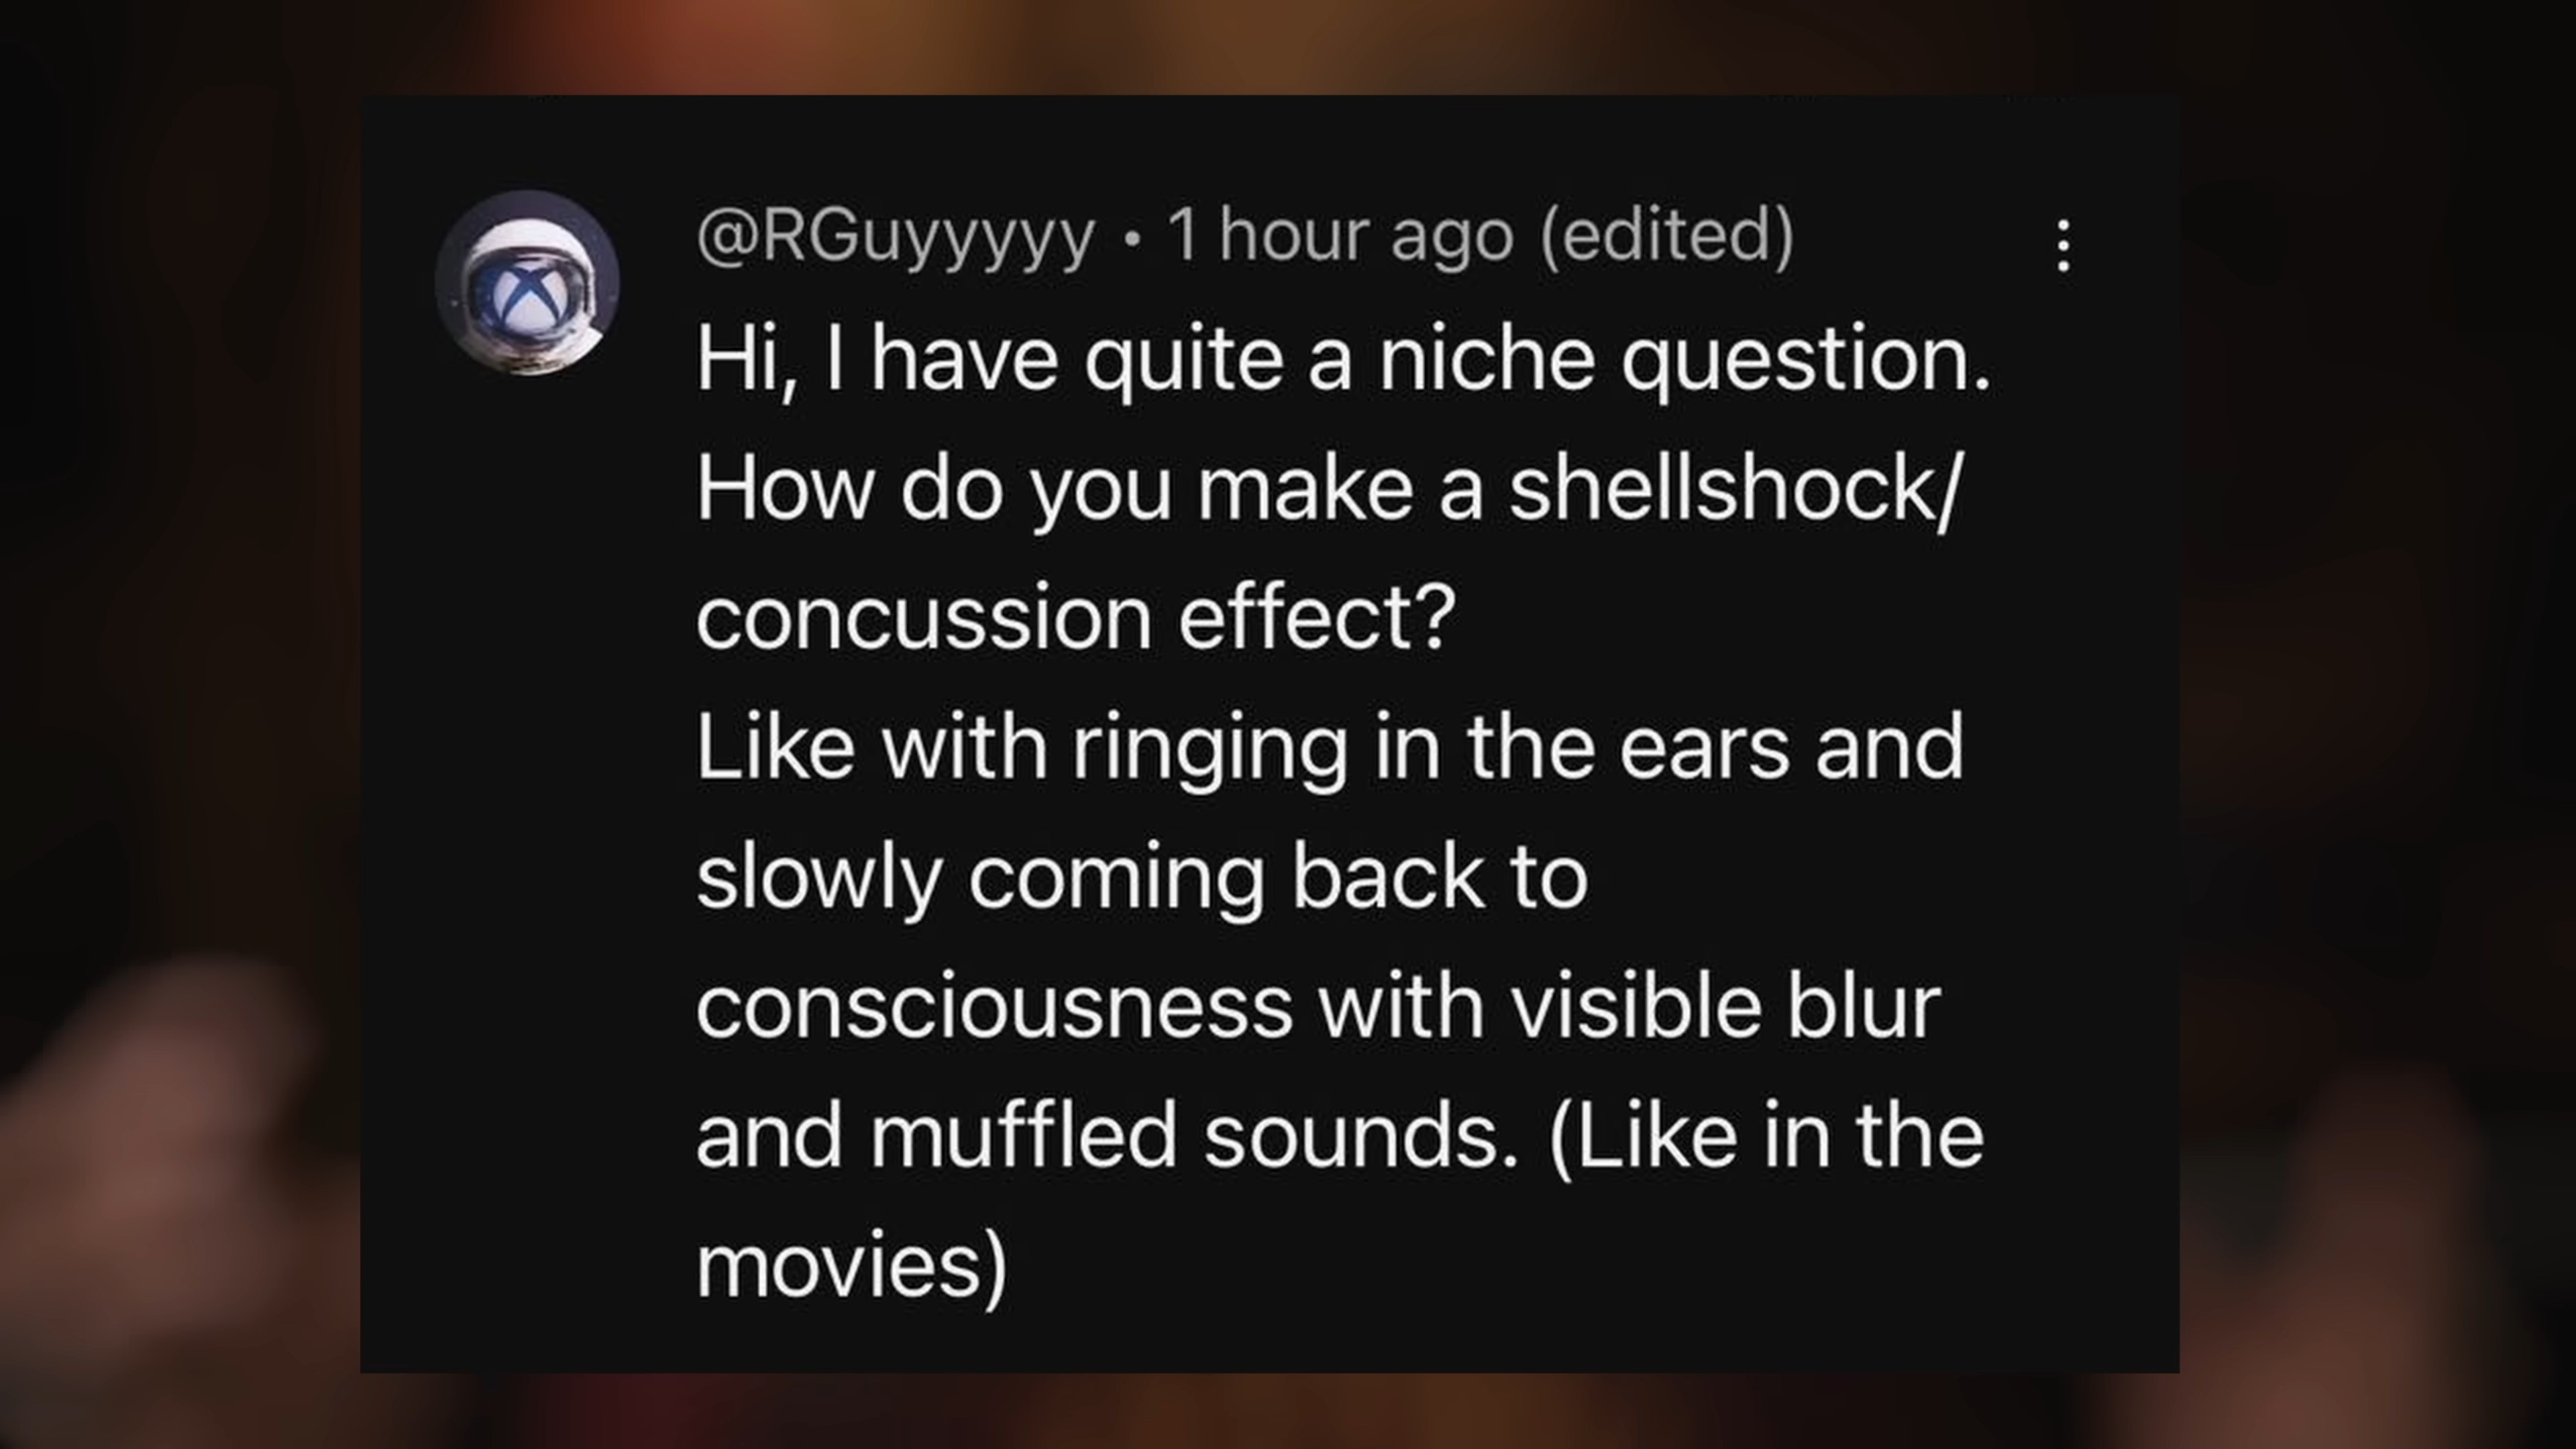 @RGuyyyyy • 1 hour ago (edited)
Hi, I have quite a niche question.
How do you make a shellshock/
concussion effect?
Like with ringing in the ears and
slowly coming back to
consciousness with visible blur
and muffled sounds. (Like in the
movies)